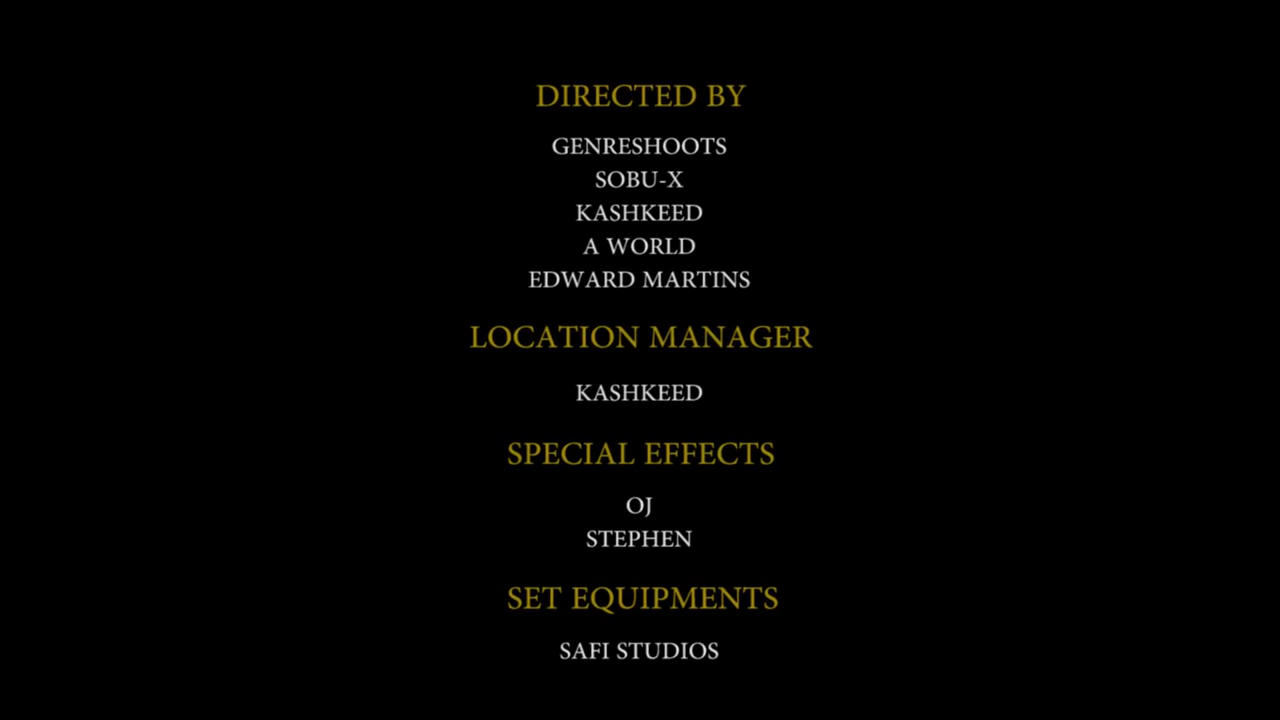 DIRECTED BY
GENRESHOOTS
SOBU-X
KASHKEED
A WORLD
EDWARD MARTINS
LOCATION MANAGER
KASHKEED
SPECIAL EFFECTS
OJ
STEPHEN
SET EQUIPMENTS
SAFI STUDIOS